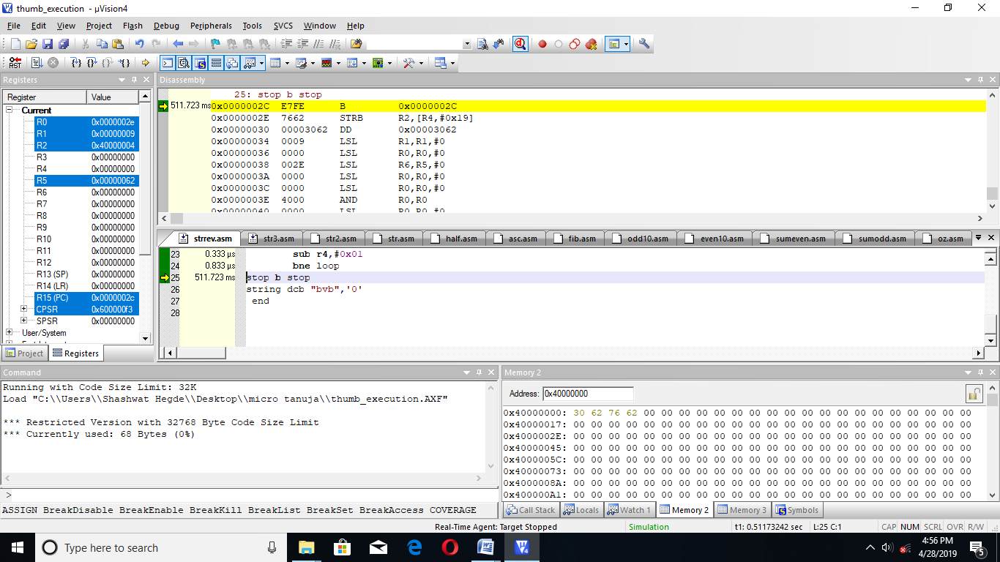 thumb_execution - µVision4
File Edit View Project Flash Debug Peripherals Tools SVCS Window Help
RST
Registers
Register Value
Current
R0 0x0000002e
R1 0x00000009
R2 0x40000004
R3 0x00000000
R4 0x00000000
R5 0x00000062
R6 0x00000000
R7 0x00000000
R8 0x00000000
R9 0x00000000
R10 0x00000000
R11 0x00000000
R12 0x00000000
R13 (SP) 0x00000000
R14 (LR) 0x00000000
R15 (PC) 0x0000002c
CPSR 0x600000f3
SPSR 0x00000000
User/System
Project Registers
Disassembly
25: stop b stop
511.723 ms 0x0000002C E7FE B 0x0000002C
0x0000002E 7662 STRB R2,[R4,#0x19]
0x00000030 00003062 DD 0x00003062
0x00000034 0009 LSL R1,R1,#0
0x00000036 0000 LSL R0,R0,#0
0x00000038 002E LSL R6,R5,#0
0x0000003A 0000 LSL R0,R0,#0
0x0000003C 0000 LSL R0,R0,#0
0x0000003E 4000 AND R0,R0
0x00000040 0000 LSL R0,R0,#0
strrev.asm str3.asm str2.asm str.asm half.asm asc.asm fib.asm odd10.asm even10.asm sumeven.asm sumodd.asm oz.asm
23 0.333 µs sub r4,#0x01
24 0.833 µs bne loop
25 511.723 ms stop b stop
26 string dcb "bvb",'0'
27 end
28
Command
Running with Code Size Limit: 32K
Load "C:\\Users\\Shashwat Hegde\\Desktop\\micro tanuja\\thumb_execution.AXF"
*** Restricted Version with 32768 Byte Code Size Limit
*** Currently used: 68 Bytes (0%)
>
ASSIGN BreakDisable BreakEnable BreakKill BreakList BreakSet BreakAccess COVERAGE
Memory 2
Address: 0x40000000
0x40000000: 30 62 76 62 00 00 00 00 00 00 00 00 00 00 00 00 00 00 00 00 00 00 00
0x40000017: 00 00 00 00 00 00 00 00 00 00 00 00 00 00 00 00 00 00 00 00 00 00 00
0x4000002E: 00 00 00 00 00 00 00 00 00 00 00 00 00 00 00 00 00 00 00 00 00 00 00
0x40000045: 00 00 00 00 00 00 00 00 00 00 00 00 00 00 00 00 00 00 00 00 00 00 00
0x4000005C: 00 00 00 00 00 00 00 00 00 00 00 00 00 00 00 00 00 00 00 00 00 00 00
0x40000073: 00 00 00 00 00 00 00 00 00 00 00 00 00 00 00 00 00 00 00 00 00 00 00
0x4000008A: 00 00 00 00 00 00 00 00 00 00 00 00 00 00 00 00 00 00 00 00 00 00 00
0x400000A1: 00 00 00 00 00 00 00 00 00 00 00 00 00 00 00 00 00 00 00 00 00 00 00
Call Stack Locals Watch 1 Memory 2 Memory 3 Symbols
Real-Time Agent: Target Stopped Simulation t1: 0.51173242 sec L:25 C:1 CAP NUM SCRL OVR R/W
Type here to search
4:56 PM
4/28/2019
5